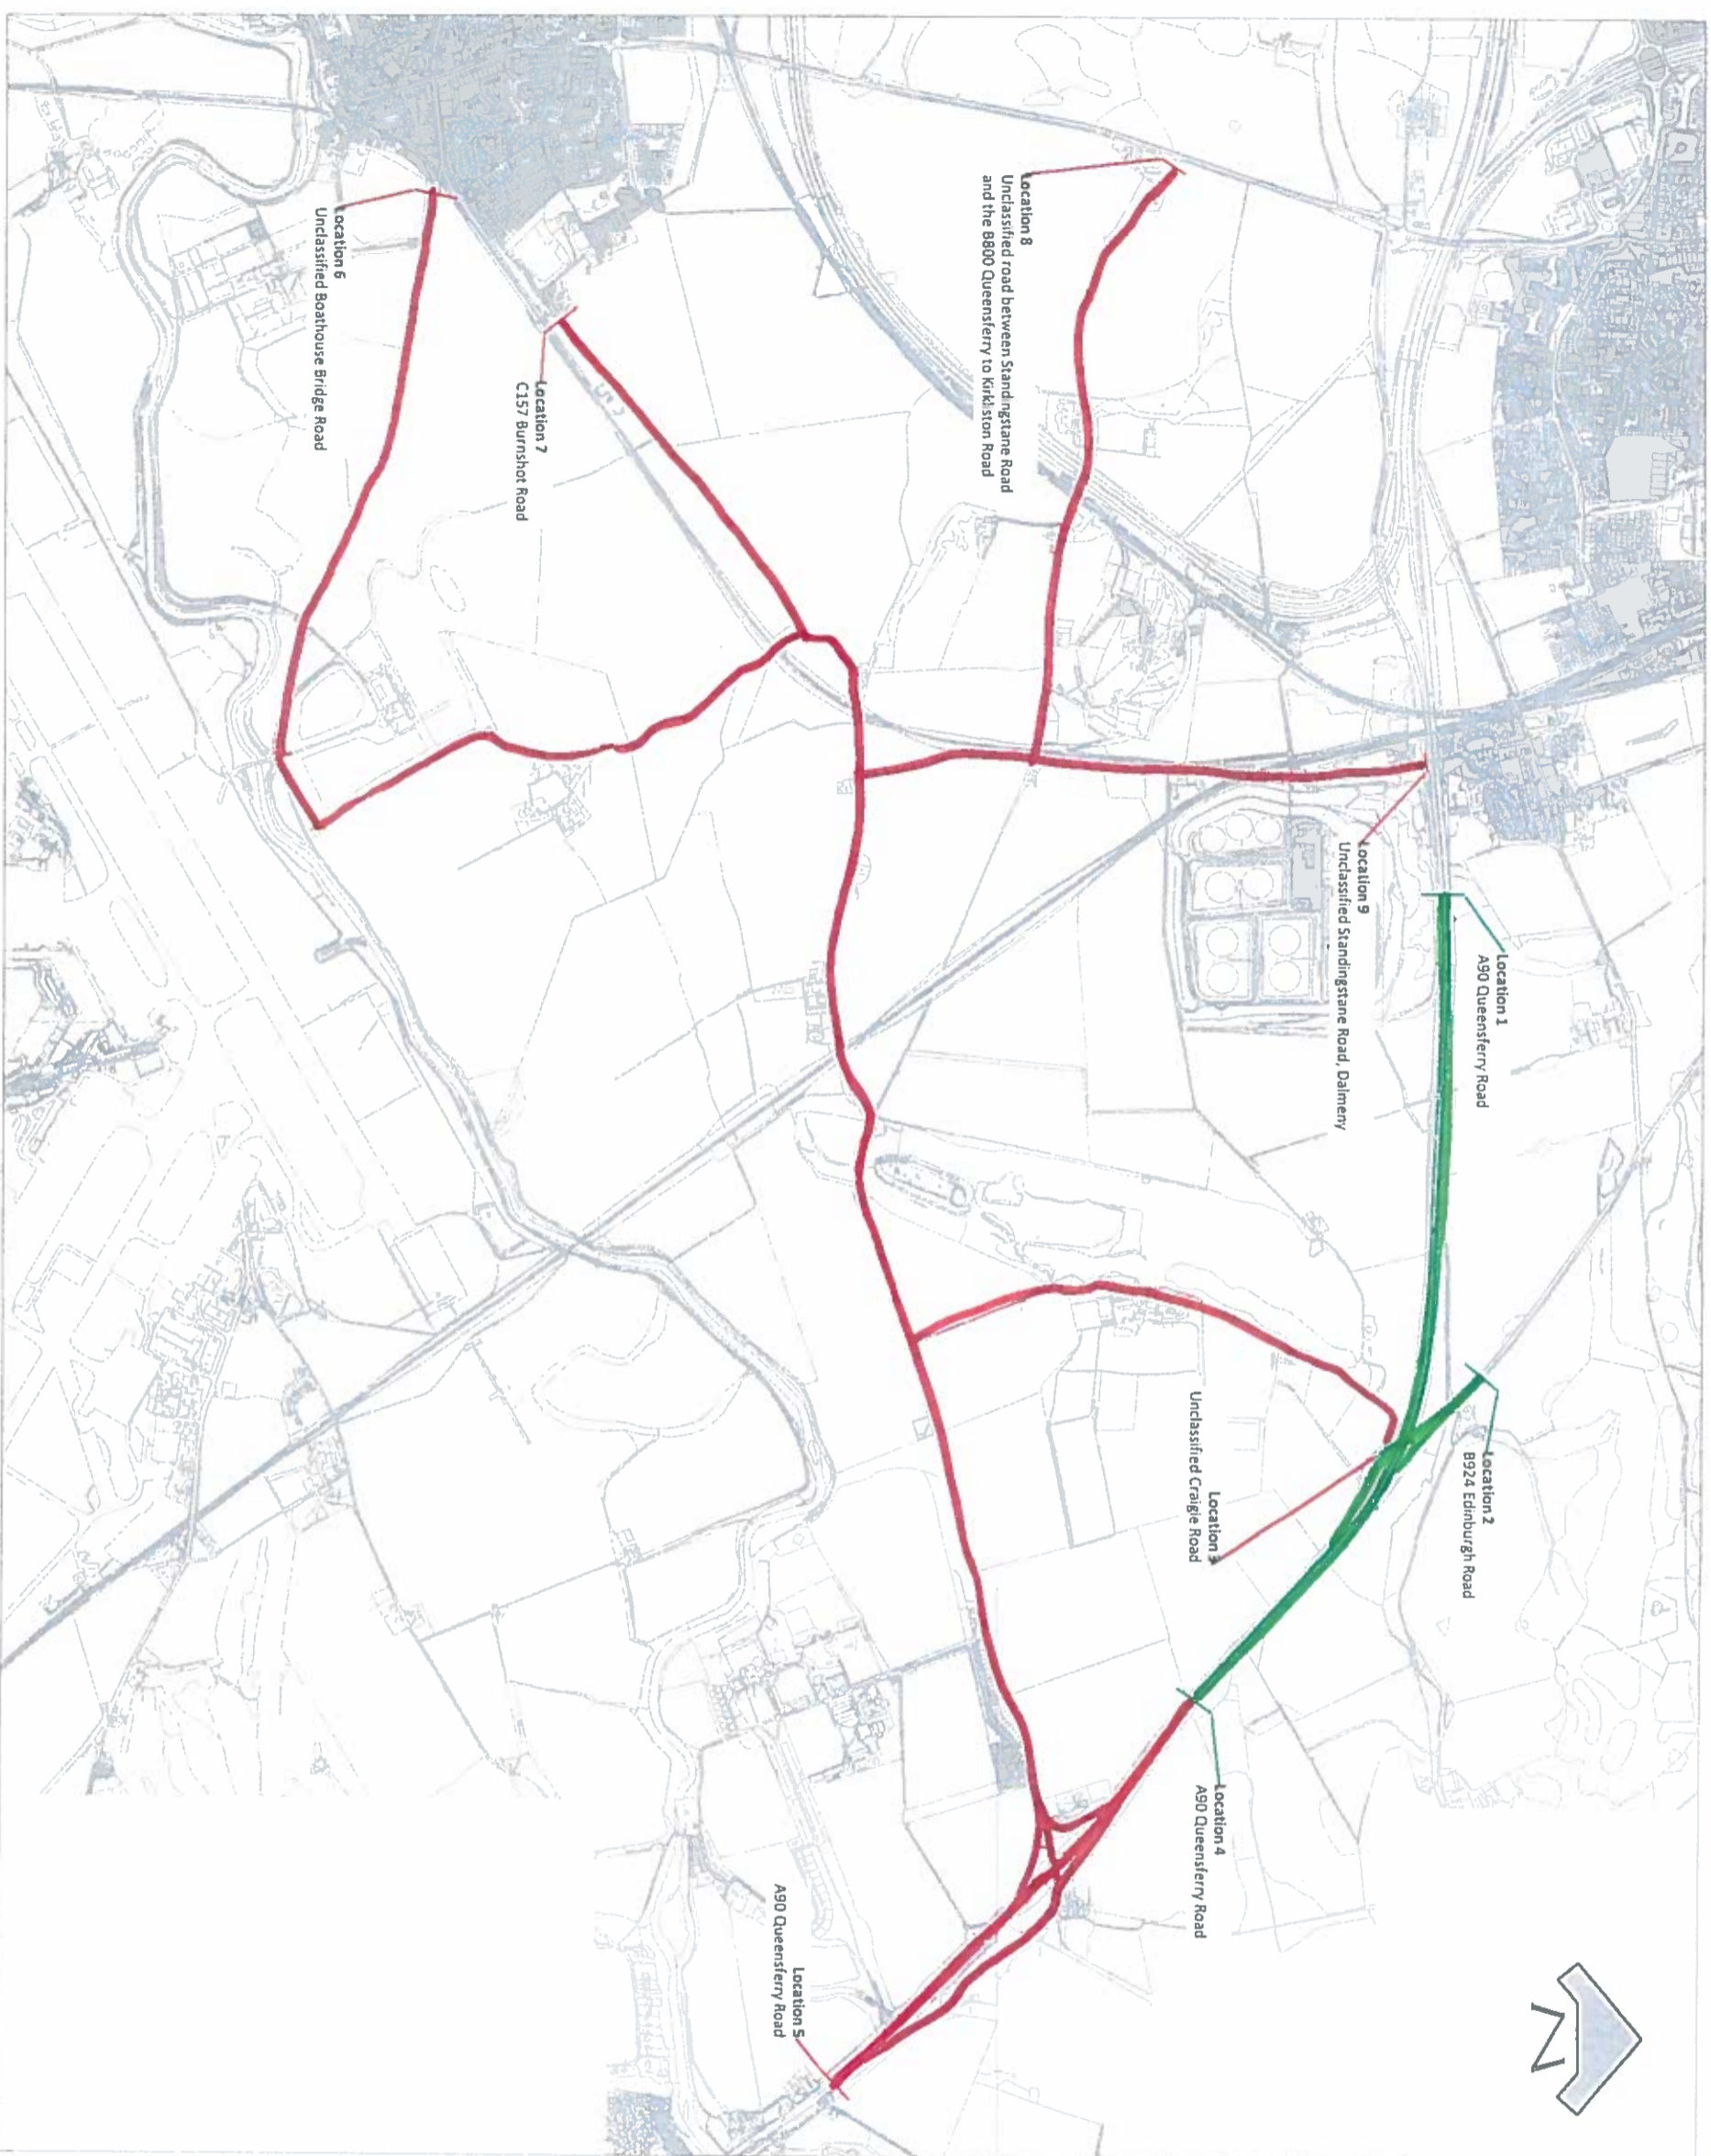 Location 1
A90 Queensferry Road
Location 2
B924 Edinburgh Road
Location 9
Unclassified Standingstane Road, Dalmeny
Location 3
Unclassified Craigie Road
Location 4
A90 Queensferry Road
Location 8
Unclassified road between Standingstane Road
and the B800 Queensferry to Kirkliston Road
Location 5
A90 Queensferry Road
Location 7
C157 Burnshot Road
Location 6
Unclassified Boathouse Bridge Road
N